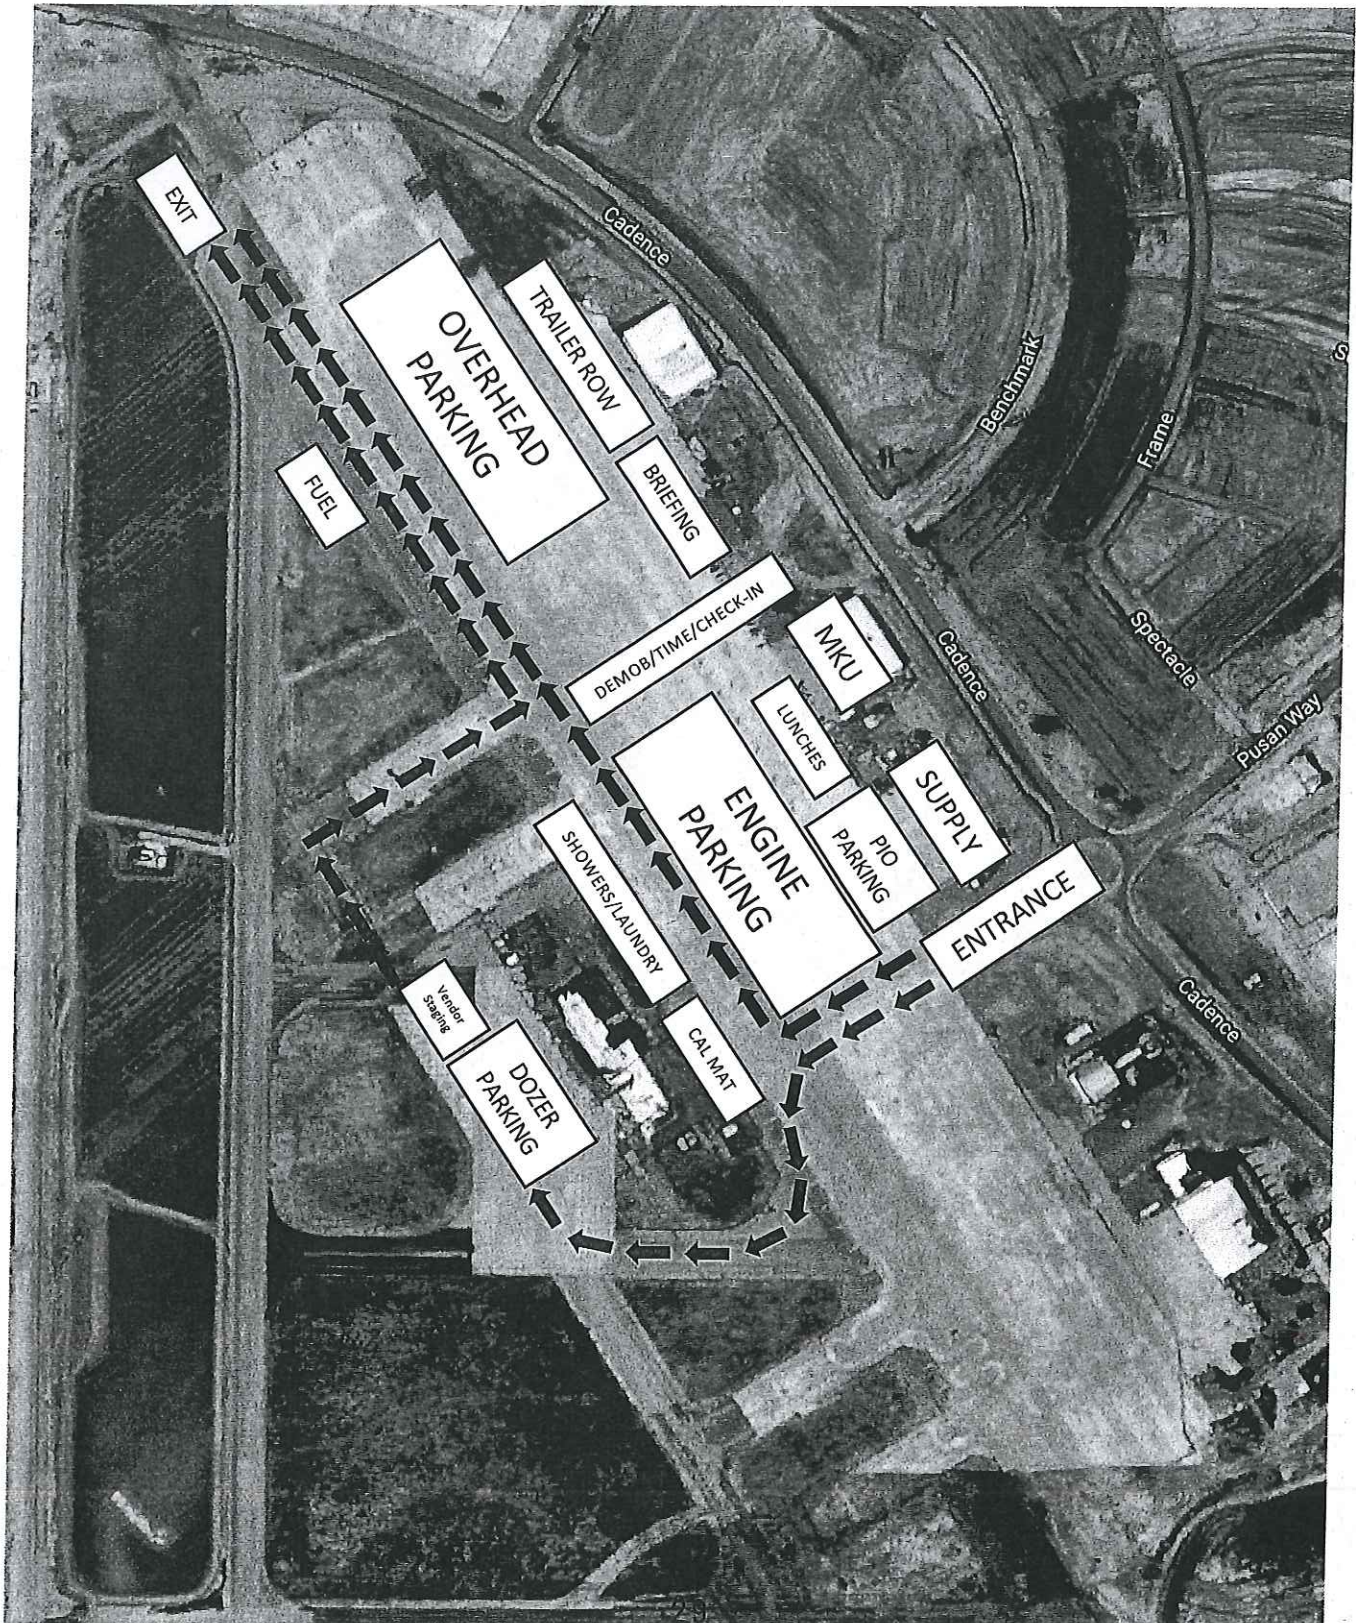 Cadence
EXIT
TRAILER ROW
OVERHEAD
PARKING
Benchmark
Frame
BRIEFING
FUEL
DEMOB/TIME/CHECK-IN
MKU
Cadence
Spectacle
Pusan Way
LUNCHES
SUPPLY
PIO
PARKING
ENGINE
PARKING
ENTRANCE
SHOWERS/LAUNDRY
Cadence
Vendor
Staging
CAL MAT
DOZER
PARKING